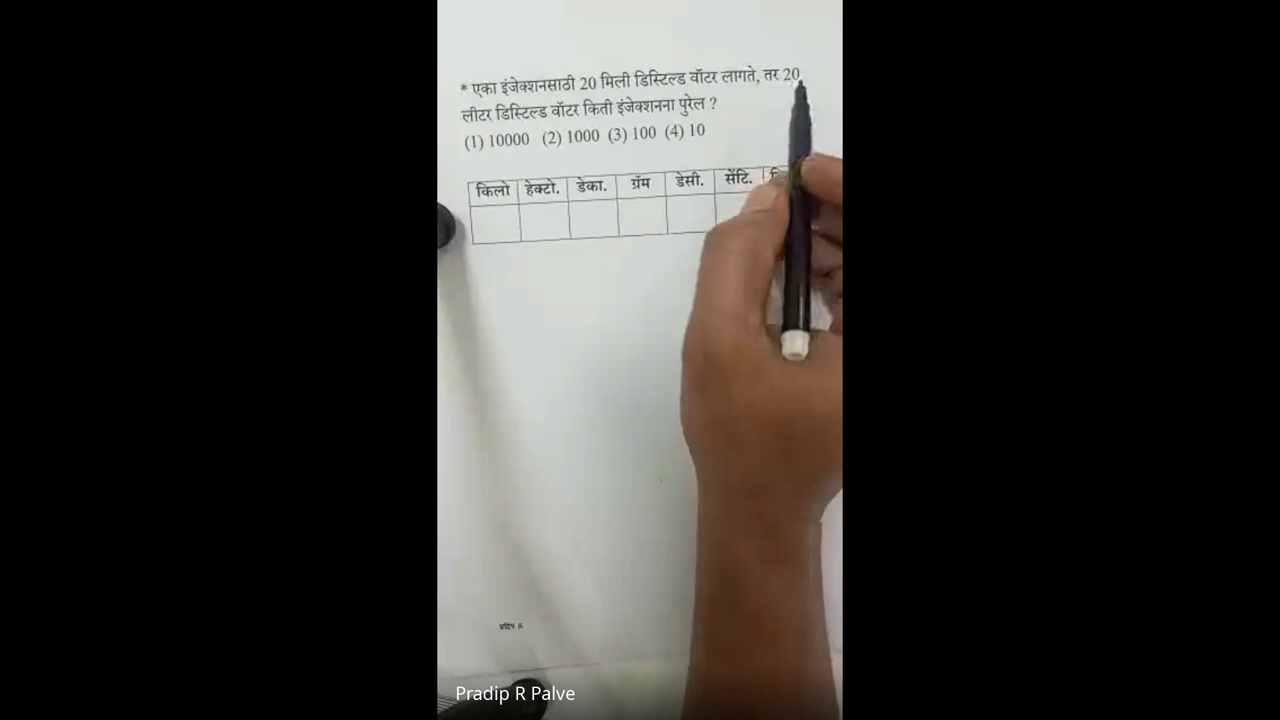 * एका इंजेक्शनसाठी 20 मिली डिस्टिल्ड वॉटर लागते, तर 20
लीटर डिस्टिल्ड वॉटर किती इंजेक्शनना पुरेल ?
(1) 10000 (2) 1000 (3) 100 (4) 10
किलो हेक्टो. डेका. ग्रॅम डेसी. सेंटि.
प्रदिप R
Pradip R Palve